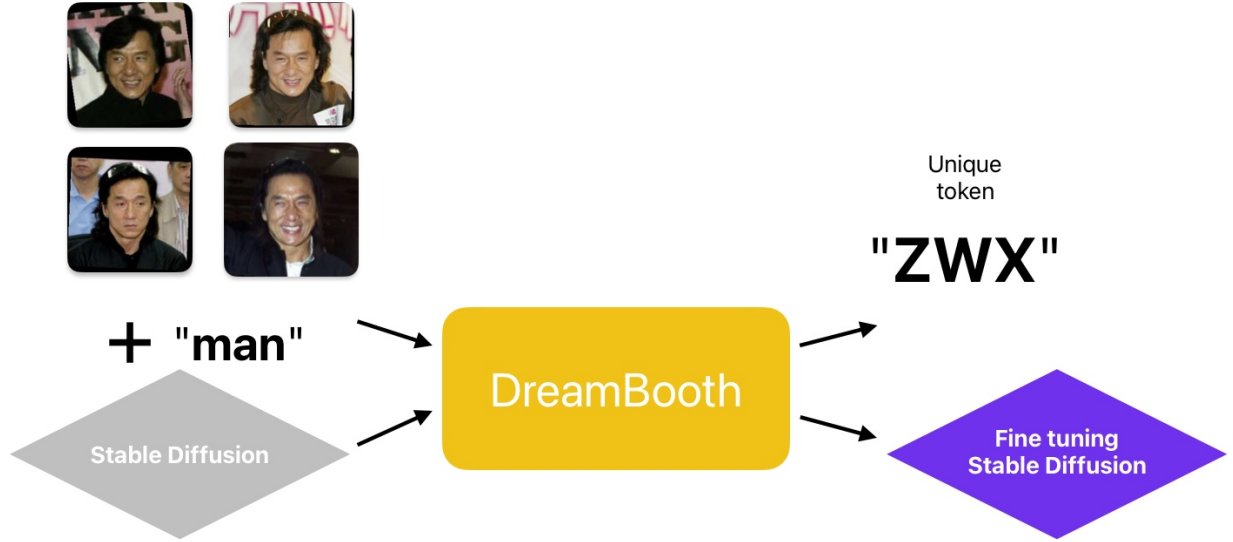 + "man"
Stable Diffusion
DreamBooth
Unique
token
"ZWX"
Fine tuning
Stable Diffusion